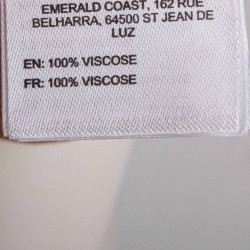 EMERALD COAST, 162 RUE
BELHARRA, 64500 ST JEAN DE
LUZ
EN: 100% VISCOSE
FR: 100% VISCOSE